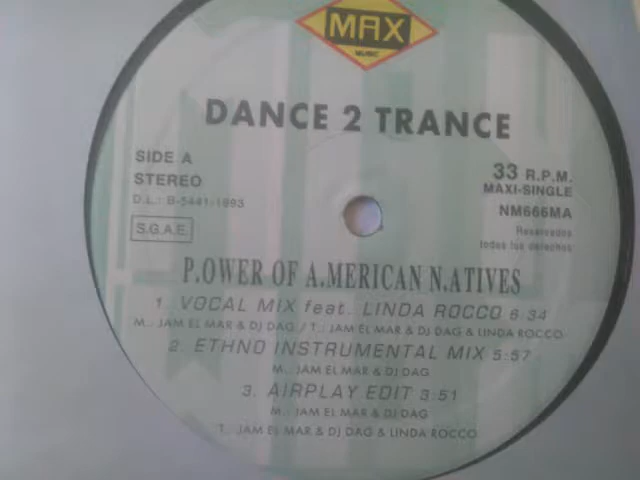 MAX
MUSIC
DANCE 2 TRANCE
SIDE A
STEREO
D.L.: B-5441-1993
S.G.A.E.
33 R.P.M.
MAXI-SINGLE
NM666MA
Reservados
todos los derechos
P.OWER OF A.MERICAN N.ATIVES
1. VOCAL MIX feat. LINDA ROCCO 6:34
M.: JAM EL MAR & DJ DAG / T.: JAM EL MAR & DJ DAG & LINDA ROCCO
2. ETHNO INSTRUMENTAL MIX 5:57
M.: JAM EL MAR & DJ DAG
3. AIRPLAY EDIT 3:51
M.: JAM EL MAR & DJ DAG
T.: JAM EL MAR & DJ DAG & LINDA ROCCO